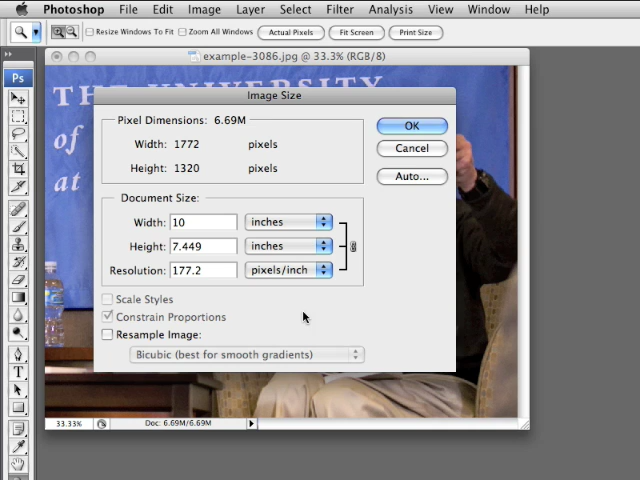 Photoshop File Edit Image Layer Select Filter Analysis View Window Help
Resize Windows To Fit Zoom All Windows Actual Pixels Fit Screen Print Size
example-3086.jpg @ 33.3% (RGB/8)
Ps
THE UNIVERSITY
of
at
Image Size
Pixel Dimensions: 6.69M
Width: 1772 pixels
Height: 1320 pixels
OK
Cancel
Auto...
Document Size:
Width: 10 inches
Height: 7.449 inches
Resolution: 177.2 pixels/inch
Scale Styles
Constrain Proportions
Resample Image:
Bicubic (best for smooth gradients)
T
33.33% Doc: 6.69M/6.69M